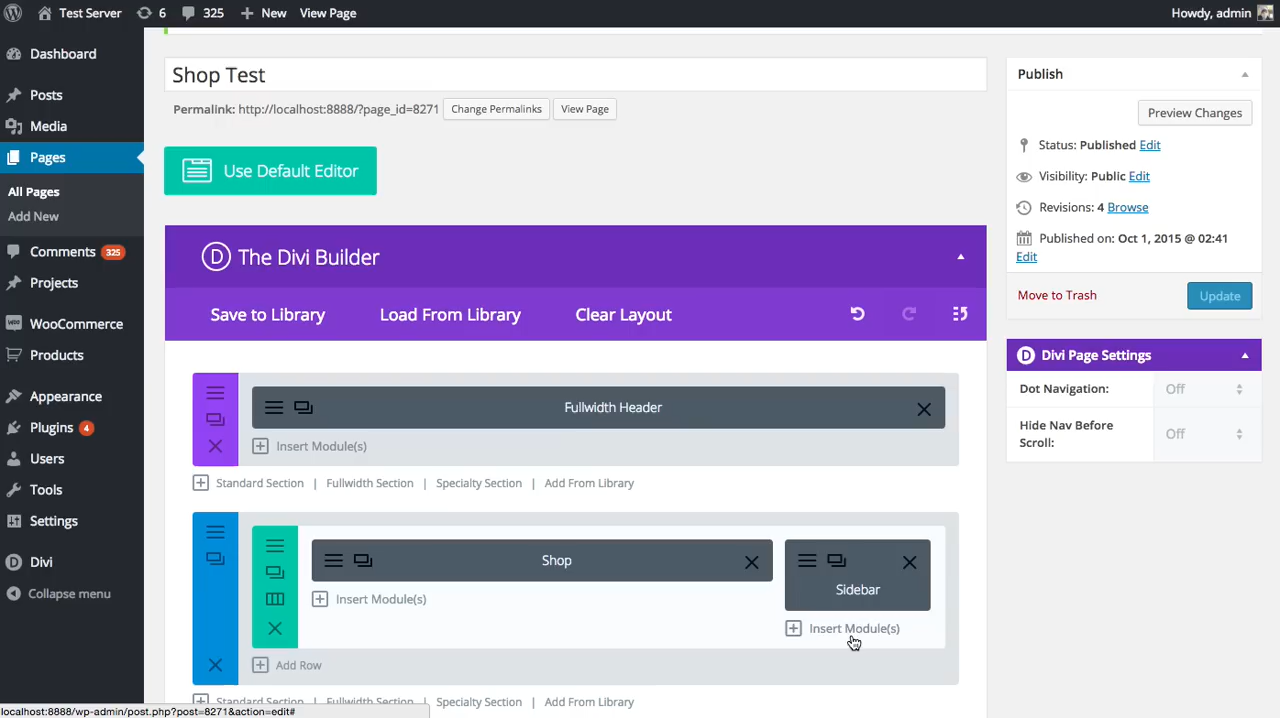 Test Server 6 325 New View Page Howdy, admin
Dashboard
Posts
Media
Pages
All Pages
Add New
Comments 325
Projects
WooCommerce
Products
Appearance
Plugins 4
Users
Tools
Settings
Divi
Collapse menu
Shop Test
Permalink: http://localhost:8888/?page_id=8271 Change Permalinks View Page
Use Default Editor
D The Divi Builder
Save to Library Load From Library Clear Layout
Fullwidth Header
Insert Module(s)
Standard Section | Fullwidth Section | Specialty Section | Add From Library
Shop
Insert Module(s)
Sidebar
Insert Module(s)
Add Row
Standard Section | Fullwidth Section | Specialty Section | Add From Library
Publish
Preview Changes
Status: Published Edit
Visibility: Public Edit
Revisions: 4 Browse
Published on: Oct 1, 2015 @ 02:41
Edit
Move to Trash Update
D Divi Page Settings
Dot Navigation: Off
Hide Nav Before
Scroll: Off
localhost:8888/wp-admin/post.php?post=8271&action=edit#